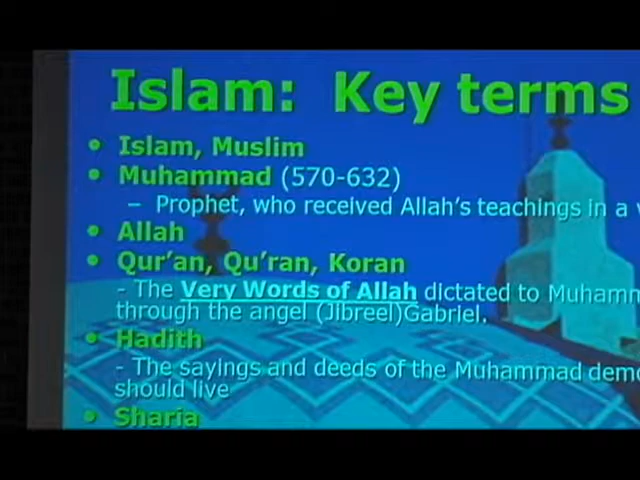 Islam: Key terms
• Islam, Muslim
• Muhammad (570-632)
– Prophet, who received Allah's teachings in a
• Allah
• Qur'an, Qu'ran, Koran
- The Very Words of Allah dictated to Muhamm
through the angel (Jibreel)Gabriel.
• Hadith
- The sayings and deeds of the Muhammad demo
should live
• Sharia